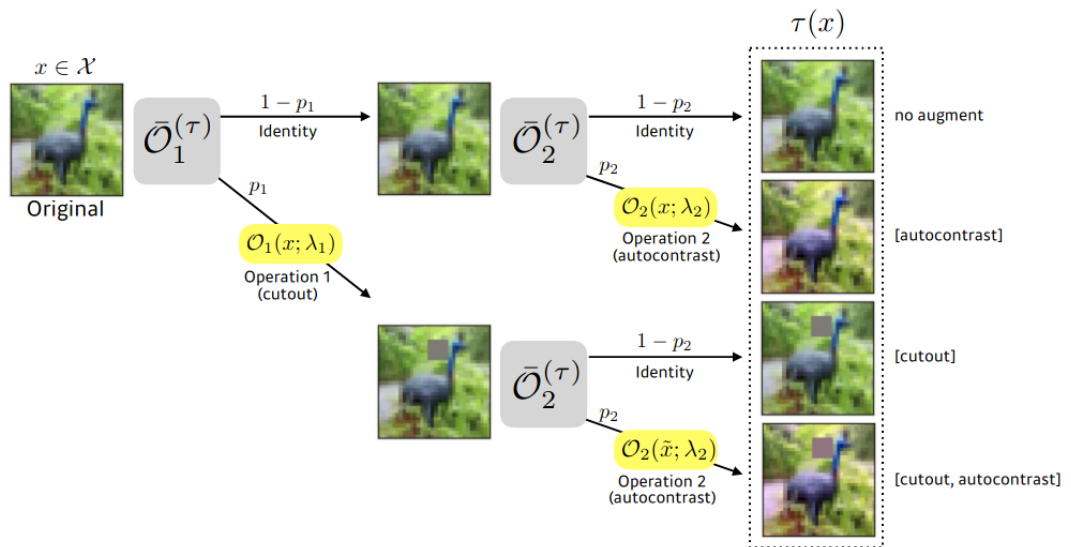 τ(x)
x ∈ 𝒳
Original
Ō₁^(τ)
1 − p₁
Identity
Ō₂^(τ)
1 − p₂
Identity
no augment
p₁
p₂
O₂(x; λ₂)
Operation 2
(autocontrast)
[autocontrast]
O₁(x; λ₁)
Operation 1
(cutout)
Ō₂^(τ)
1 − p₂
Identity
[cutout]
p₂
O₂(x̃; λ₂)
Operation 2
(autocontrast)
[cutout, autocontrast]